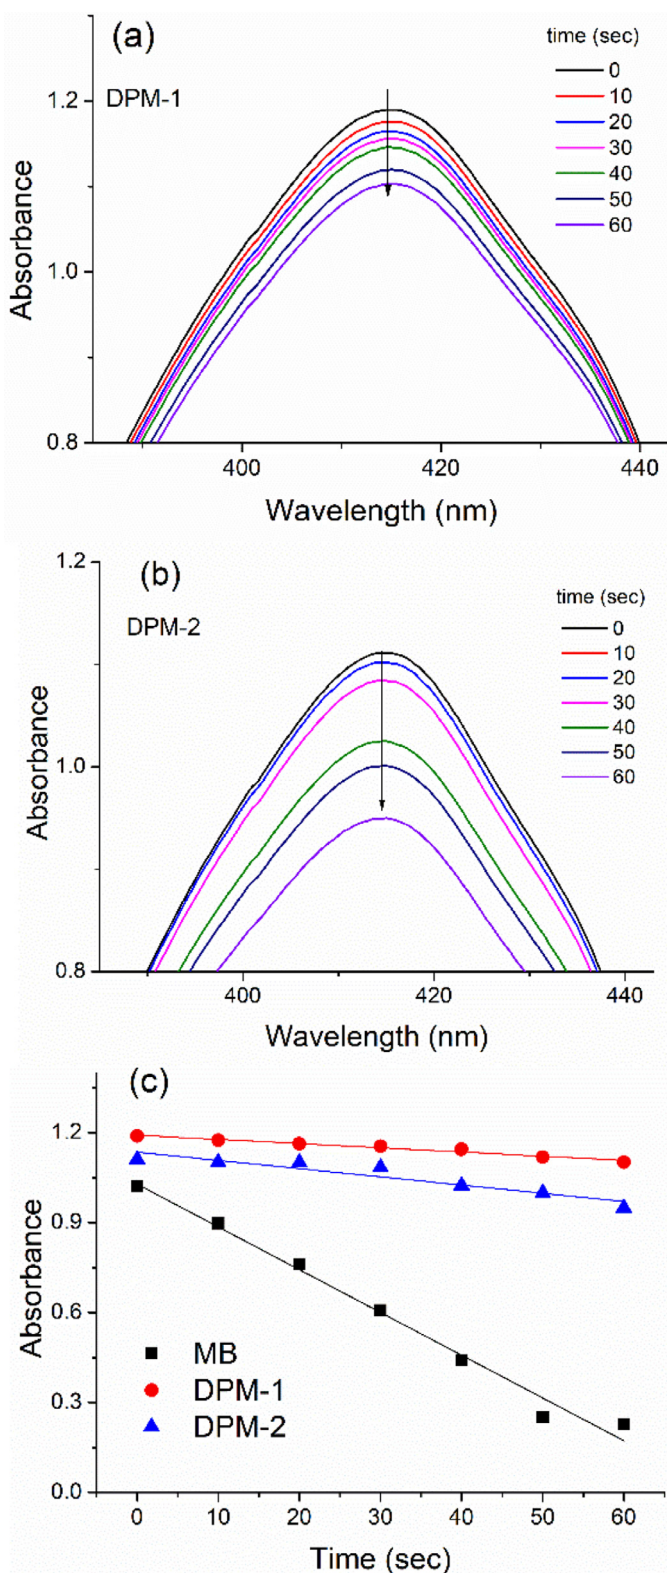 (a)
time (sec)
DPM-1
0
10
20
30
40
50
60
1.2
1.0
0.8
Absorbance
400
420
440
Wavelength (nm)
(b)
time (sec)
DPM-2
0
10
20
30
40
50
60
1.2
1.0
0.8
Absorbance
400
420
440
Wavelength (nm)
(c)
1.2
0.9
0.6
0.3
0.0
Absorbance
MB
DPM-1
DPM-2
0
10
20
30
40
50
60
Time (sec)